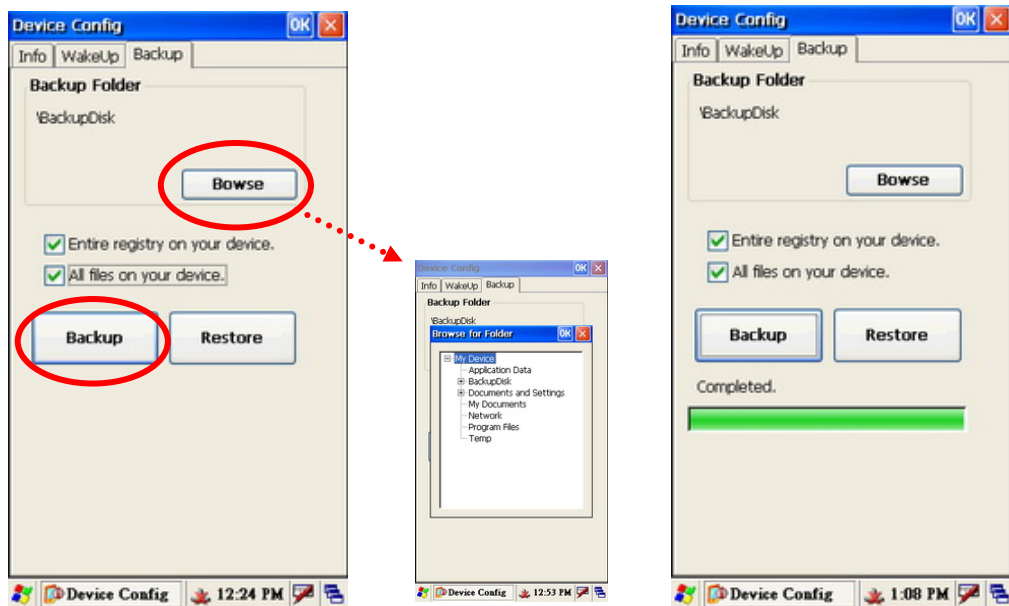 Device Config OK
Info WakeUp Backup
Backup Folder
\BackupDisk
Bowse
Entire registry on your device.
All files on your device.
Backup Restore
Device Config 12:24 PM
Device Config OK
Info WakeUp Backup
Backup Folder
\BackupDisk
Browse for Folder OK
My Device
Application Data
BackupDisk
Documents and Settings
My Documents
Network
Program Files
Temp
Device Config 12:53 PM
Device Config OK
Info WakeUp Backup
Backup Folder
\BackupDisk
Bowse
Entire registry on your device.
All files on your device.
Backup Restore
Completed.
Device Config 1:08 PM